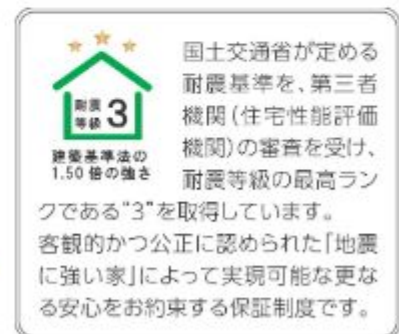 耐震
等級 3
建築基準法の
1.50 倍の強さ
国土交通省が定める
耐震基準を、第三者
機関(住宅性能評価
機関)の審査を受け、
耐震等級の最高ラン
クである"3"を取得しています。
客観的かつ公正に認められた「地震
に強い家」によって実現可能な更な
る安心をお約束する保証制度です。